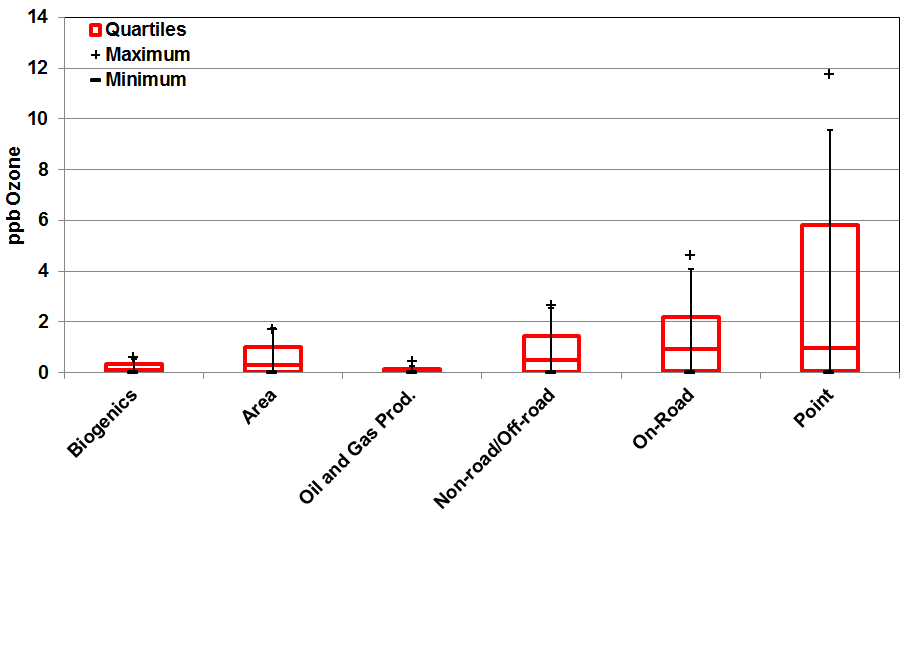 14
12
10
8
6
4
2
0
ppb Ozone
Quartiles
Maximum
Minimum
Biogenics
Area
Oil and Gas Prod.
Non-road/Off-road
On-Road
Point